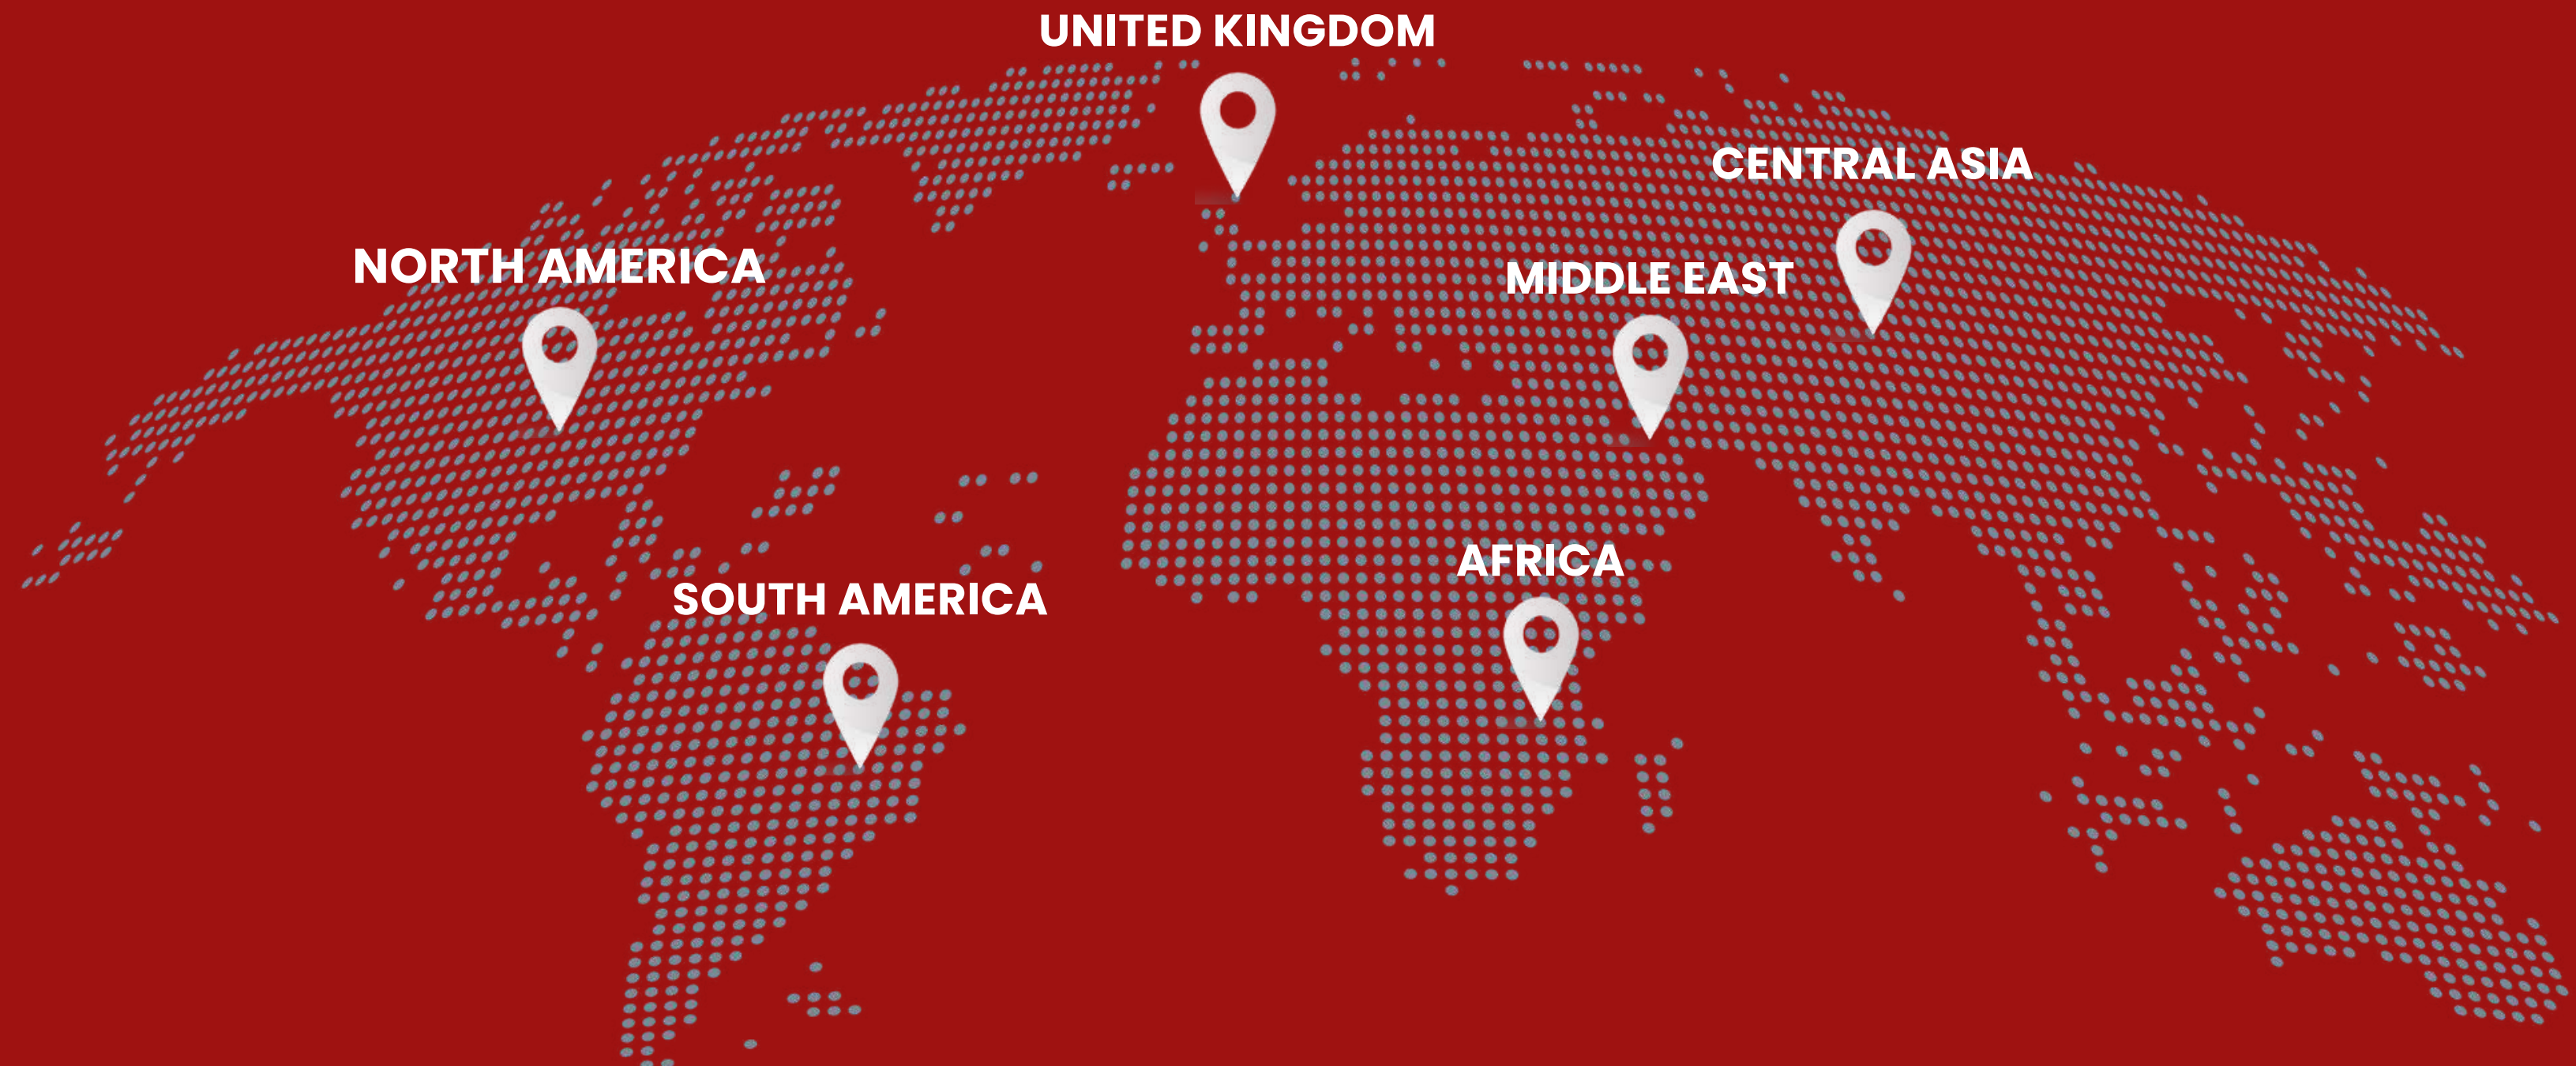 UNITED KINGDOM
CENTRAL ASIA
NORTH AMERICA
MIDDLE EAST
AFRICA
SOUTH AMERICA